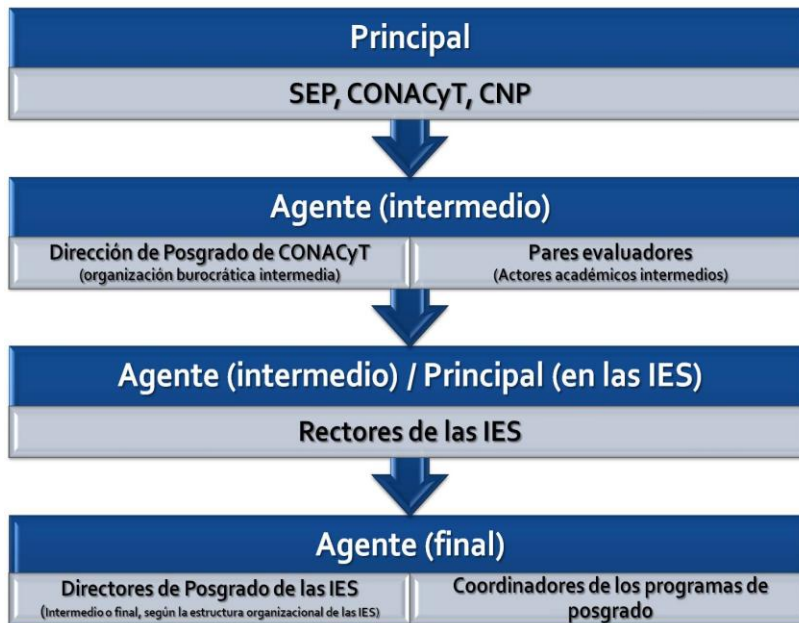 Principal
SEP, CONACyT, CNP
Agente (intermedio)
Dirección de Posgrado de CONACyT
(organización burocrática intermedia)
Pares evaluadores
(Actores académicos intermedios)
Agente (intermedio) / Principal (en las IES)
Rectores de las IES
Agente (final)
Directores de Posgrado de las IES
(Intermedio o final, según la estructura organizacional de las IES)
Coordinadores de los programas de
posgrado